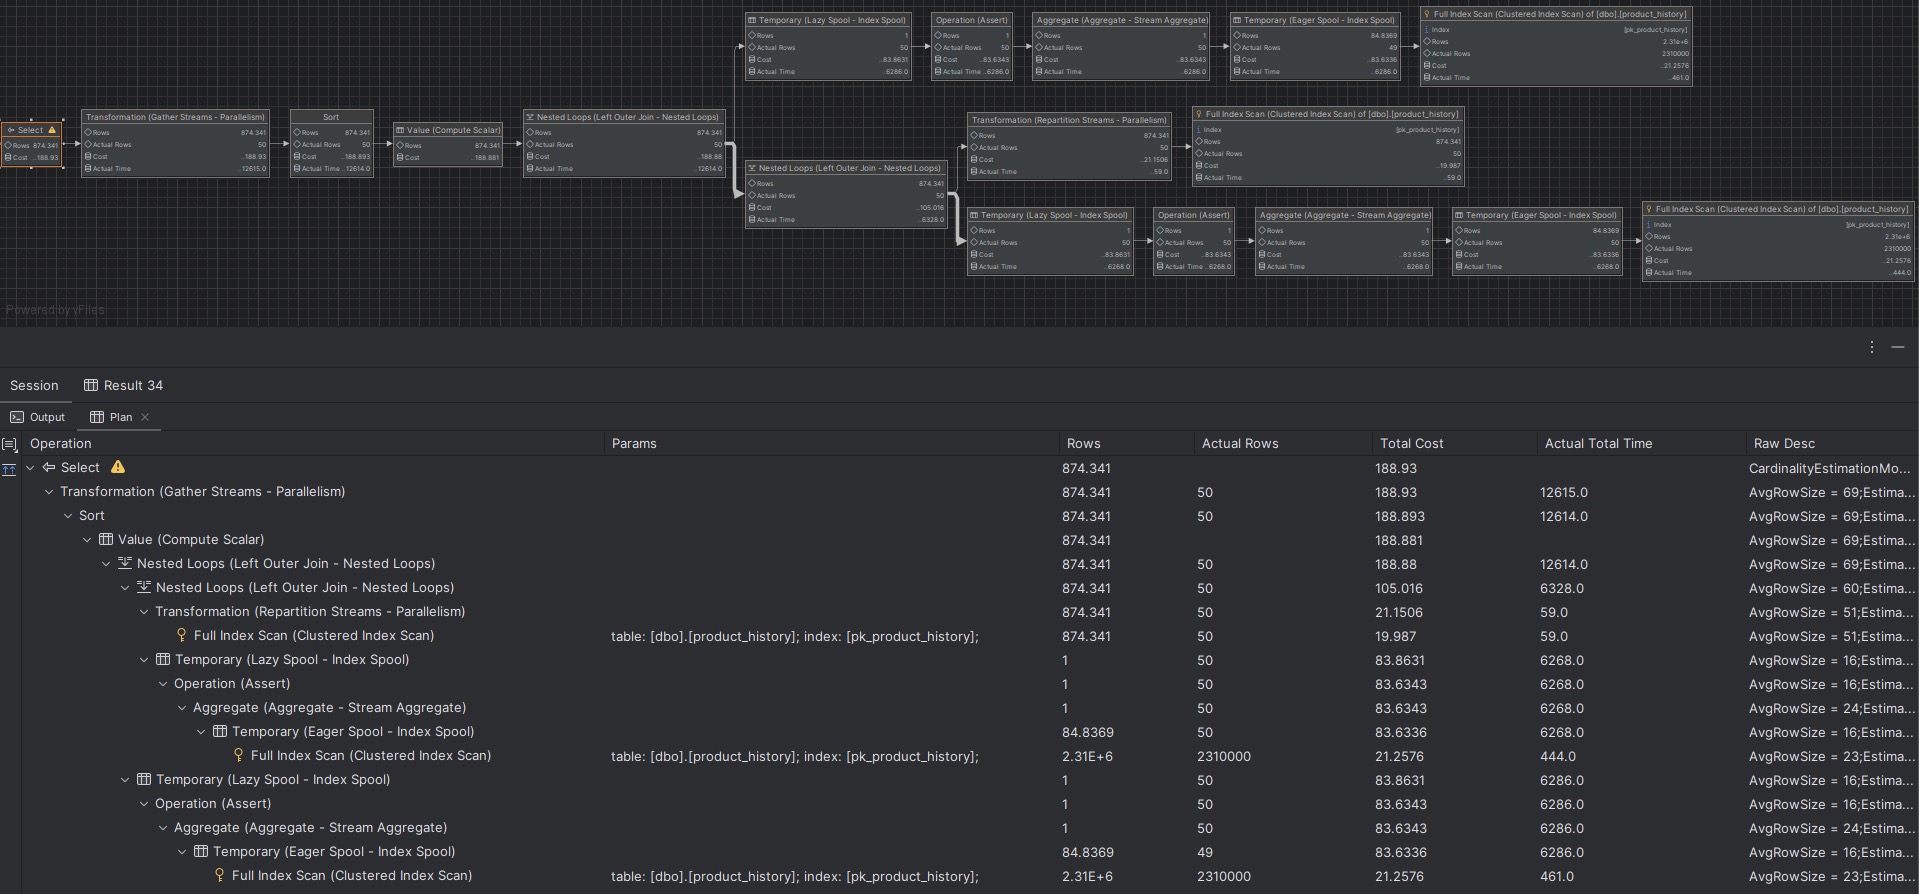 Temporary (Lazy Spool - Index Spool)
Rows 1
Actual Rows 50
Cost ..83.8631
Actual Time ..6286.0
Operation (Assert)
Rows 1
Actual Rows 50
Cost ..83.6343
Actual Time ..6286.0
Aggregate (Aggregate - Stream Aggregate)
Rows 1
Actual Rows 50
Cost ..83.6343
Actual Time ..6286.0
Temporary (Eager Spool - Index Spool)
Rows 84.8369
Actual Rows 49
Cost ..83.6336
Actual Time ..6286.0
Full Index Scan (Clustered Index Scan) of [dbo].[product_history]
Index [pk_product_history]
Rows 2.31e+6
Actual Rows 2310000
Cost ..21.2576
Actual Time ..461.0
Select
Rows 874.341
Cost ..188.93
Transformation (Gather Streams - Parallelism)
Rows 874.341
Actual Rows 50
Cost ..188.93
Actual Time ..12615.0
Sort
Rows 874.341
Actual Rows 50
Cost ..188.893
Actual Time ..12614.0
Value (Compute Scalar)
Rows 874.341
Cost ..188.881
Nested Loops (Left Outer Join - Nested Loops)
Rows 874.341
Actual Rows 50
Cost ..188.88
Actual Time ..12614.0
Nested Loops (Left Outer Join - Nested Loops)
Rows 874.341
Actual Rows 50
Cost ..105.016
Actual Time ..6328.0
Transformation (Repartition Streams - Parallelism)
Rows 874.341
Actual Rows 50
Cost ..21.1506
Actual Time ..59.0
Full Index Scan (Clustered Index Scan) of [dbo].[product_history]
Index [pk_product_history]
Rows 874.341
Actual Rows 50
Cost ..19.987
Actual Time ..59.0
Temporary (Lazy Spool - Index Spool)
Rows 1
Actual Rows 50
Cost ..83.8631
Actual Time ..6268.0
Operation (Assert)
Rows 1
Actual Rows 50
Cost ..83.6343
Actual Time ..6268.0
Aggregate (Aggregate - Stream Aggregate)
Rows 1
Actual Rows 50
Cost ..83.6343
Actual Time ..6268.0
Temporary (Eager Spool - Index Spool)
Rows 84.8369
Actual Rows 50
Cost ..83.6336
Actual Time ..6268.0
Full Index Scan (Clustered Index Scan) of [dbo].[product_history]
Index [pk_product_history]
Rows 2.31e+6
Actual Rows 2310000
Cost ..21.2576
Actual Time ..444.0
Powered by yFiles
Session Result 34
Output Plan
Operation Params Rows Actual Rows Total Cost Actual Total Time Raw Desc
Select 874.341 188.93 CardinalityEstimationMo...
Transformation (Gather Streams - Parallelism) 874.341 50 188.93 12615.0 AvgRowSize = 69;Estima...
Sort 874.341 50 188.893 12614.0 AvgRowSize = 69;Estima...
Value (Compute Scalar) 874.341 188.881 AvgRowSize = 69;Estima...
Nested Loops (Left Outer Join - Nested Loops) 874.341 50 188.88 12614.0 AvgRowSize = 69;Estima...
Nested Loops (Left Outer Join - Nested Loops) 874.341 50 105.016 6328.0 AvgRowSize = 60;Estima...
Transformation (Repartition Streams - Parallelism) 874.341 50 21.1506 59.0 AvgRowSize = 51;Estima...
Full Index Scan (Clustered Index Scan) table: [dbo].[product_history]; index: [pk_product_history]; 874.341 50 19.987 59.0 AvgRowSize = 51;Estima...
Temporary (Lazy Spool - Index Spool) 1 50 83.8631 6268.0 AvgRowSize = 16;Estima...
Operation (Assert) 1 50 83.6343 6268.0 AvgRowSize = 16;Estima...
Aggregate (Aggregate - Stream Aggregate) 1 50 83.6343 6268.0 AvgRowSize = 24;Estima...
Temporary (Eager Spool - Index Spool) 84.8369 50 83.6336 6268.0 AvgRowSize = 16;Estima...
Full Index Scan (Clustered Index Scan) table: [dbo].[product_history]; index: [pk_product_history]; 2.31E+6 2310000 21.2576 444.0 AvgRowSize = 23;Estima...
Temporary (Lazy Spool - Index Spool) 1 50 83.8631 6286.0 AvgRowSize = 16;Estima...
Operation (Assert) 1 50 83.6343 6286.0 AvgRowSize = 16;Estima...
Aggregate (Aggregate - Stream Aggregate) 1 50 83.6343 6286.0 AvgRowSize = 24;Estima...
Temporary (Eager Spool - Index Spool) 84.8369 49 83.6336 6286.0 AvgRowSize = 16;Estima...
Full Index Scan (Clustered Index Scan) table: [dbo].[product_history]; index: [pk_product_history]; 2.31E+6 2310000 21.2576 461.0 AvgRowSize = 23;Estima...